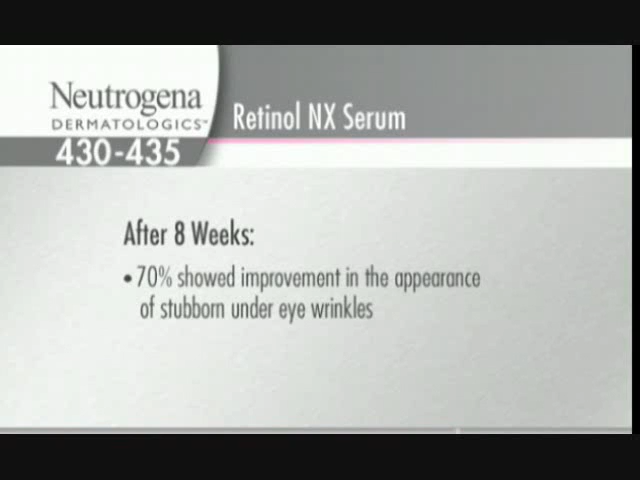 Neutrogena
DERMATOLOGICS™
430-435
Retinol NX Serum
After 8 Weeks:
• 70% showed improvement in the appearance
of stubborn under eye wrinkles